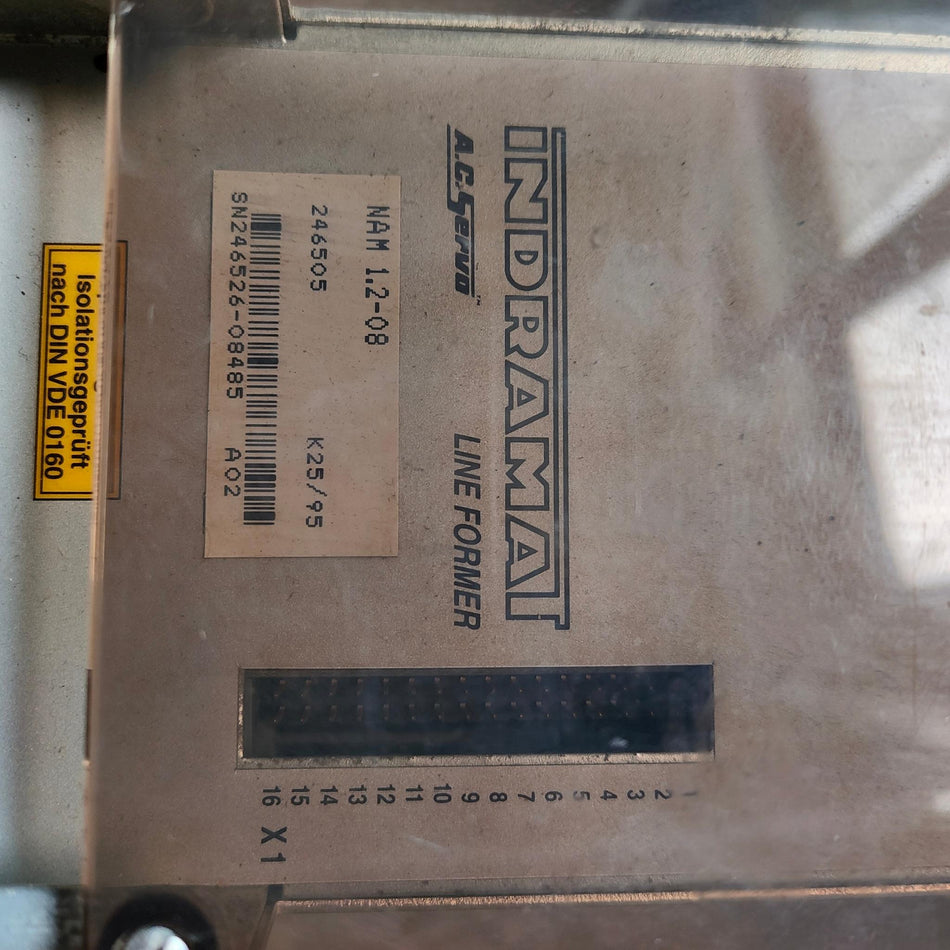 INDRAMAT
A.C. Servo™
LINE FORMER
NAM 1.2-08
246505 K25/95
SN246526-08485 A02
Isolationsgeprüft
nach DIN VDE 0160
1
2
3
4
5
6
7
8
9
10
11
12
13
14
15
16
X1